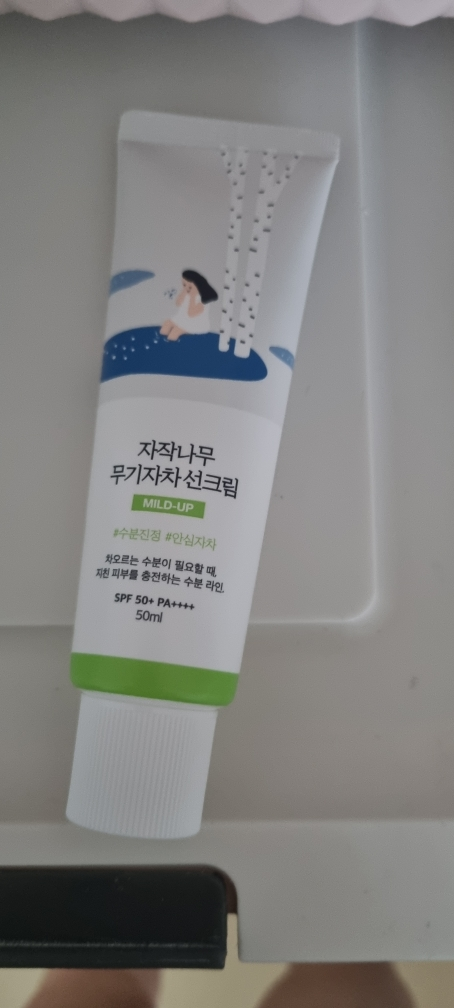 자작나무
무기자차 선크림
MILD-UP
#수분진정 #안심자차
차오르는 수분이 필요할 때,
지친 피부를 충전하는 수분 라인.
SPF 50+ PA++++
50ml